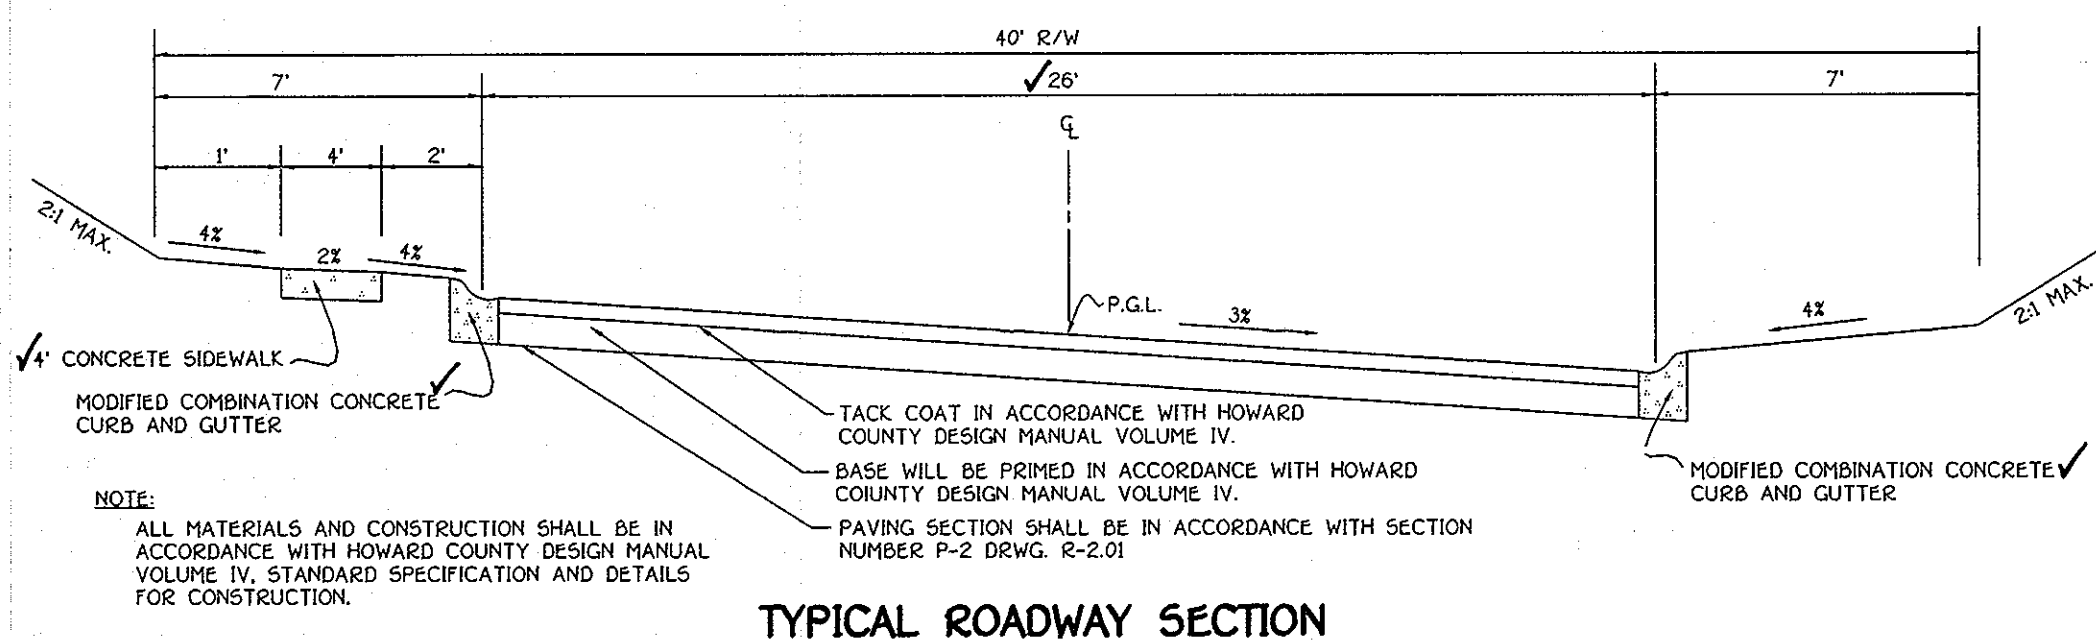 40' R/W
7'
✓26'
7'
℄
1'
4'
2'
2:1 MAX.
4%
2%
4%
P.G.L.
3%
4%
2:1 MAX.
✓4' CONCRETE SIDEWALK
MODIFIED COMBINATION CONCRETE ✓
CURB AND GUTTER
TACK COAT IN ACCORDANCE WITH HOWARD
COUNTY DESIGN MANUAL VOLUME IV.
BASE WILL BE PRIMED IN ACCORDANCE WITH HOWARD
COIUNTY DESIGN MANUAL VOLUME IV.
PAVING SECTION SHALL BE IN ACCORDANCE WITH SECTION
NUMBER P-2 DRWG. R-2.01
MODIFIED COMBINATION CONCRETE ✓
CURB AND GUTTER
NOTE:
ALL MATERIALS AND CONSTRUCTION SHALL BE IN
ACCORDANCE WITH HOWARD COUNTY DESIGN MANUAL
VOLUME IV. STANDARD SPECIFICATION AND DETAILS
FOR CONSTRUCTION.
TYPICAL ROADWAY SECTION